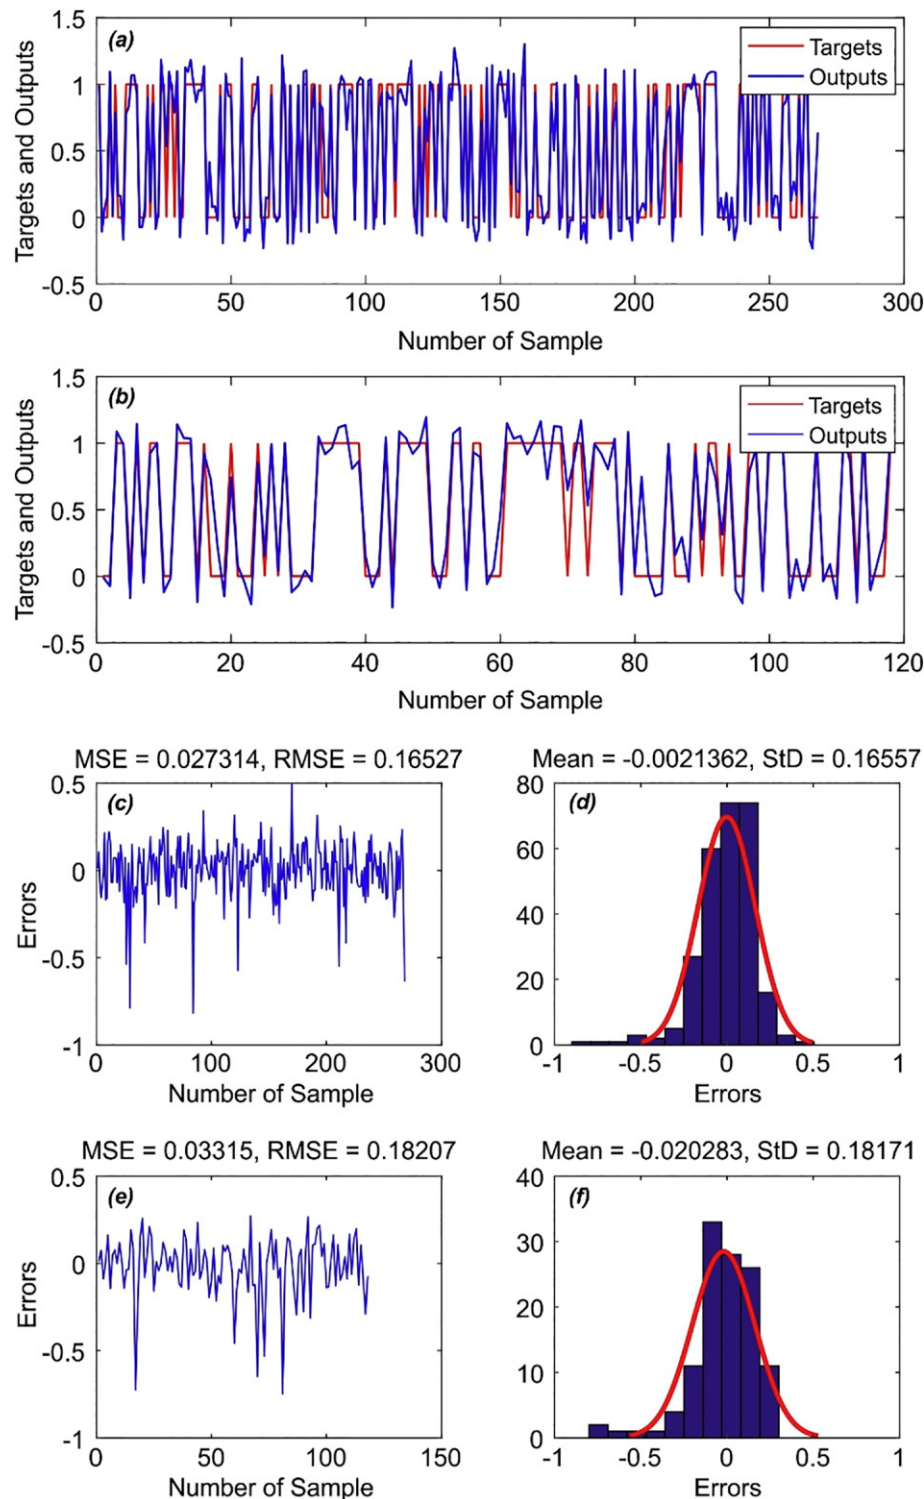 (a)
Targets
Outputs
Targets and Outputs
1.5
1
0.5
0
-0.5
0 50 100 150 200 250 300
Number of Sample
(b)
Targets
Outputs
Targets and Outputs
1.5
1
0.5
0
-0.5
0 20 40 60 80 100 120
Number of Sample
MSE = 0.027314, RMSE = 0.16527
(c)
Errors
0.5
0
-0.5
-1
0 100 200 300
Number of Sample
Mean = -0.0021362, StD = 0.16557
(d)
80
60
40
20
0
-1 -0.5 0 0.5 1
Errors
MSE = 0.03315, RMSE = 0.18207
(e)
Errors
0.5
0
-0.5
-1
0 50 100 150
Number of Sample
Mean = -0.020283, StD = 0.18171
(f)
40
30
20
10
0
-1 -0.5 0 0.5 1
Errors